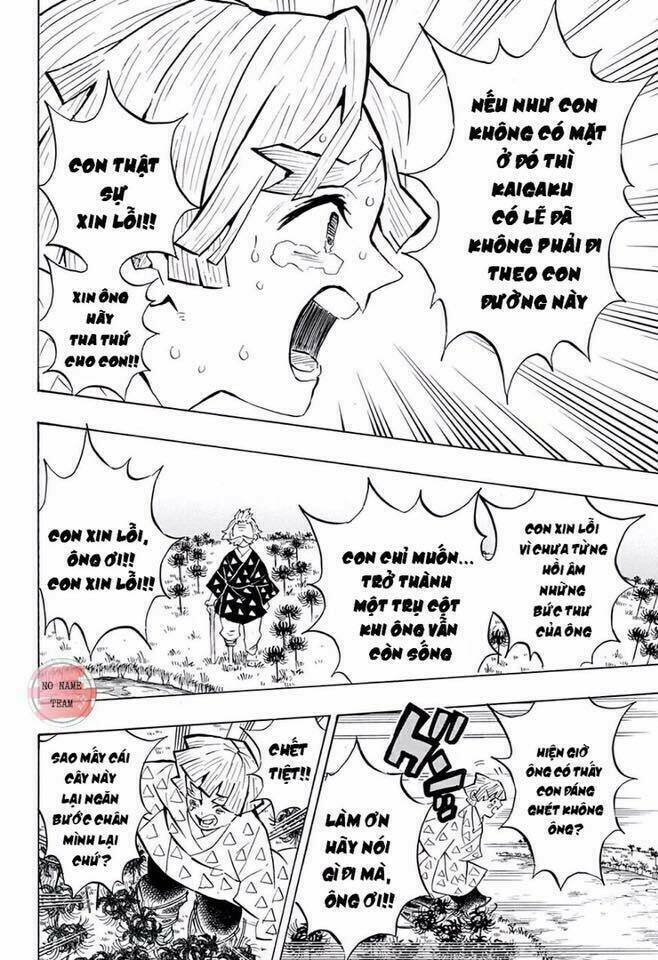 NẾU NHƯ CON
KHÔNG CÓ MẶT
Ở ĐÓ THÌ
KAIGAKU
CÓ LẼ ĐÃ
KHÔNG PHẢI ĐI
THEO CON
ĐƯỜNG NÀY
CON THẬT
SỰ
XIN LỖI!!
XIN ÔNG
HÃY
THA THỨ
CHO CON!!
CON XIN LỖI
VÌ CHƯA TỪNG
HỒI ÂM
NHỮNG
BỨC THƯ
CỦA ÔNG
CON CHỈ MUỐN...
TRỞ THÀNH
MỘT TRỤ CỘT
KHI ÔNG VẪN
CÒN SỐNG
CON XIN LỖI,
ÔNG ƠI!!
CON XIN LỖI!!
NO NAME
TEAM
HIỆN GIỜ
ÔNG CÓ THẤY
CON ĐÁNG
GHÉT KHÔNG
ÔNG?
ドンッ
LÀM ƠN
HÃY NÓI
GÌ ĐI MÀ,
ÔNG ƠI!!
CHẾT
TIỆT!!
SAO MẤY CÁI
CÂY NÀY
LẠI NGĂN
BƯỚC CHÂN
MÌNH LẠI
CHỨ?